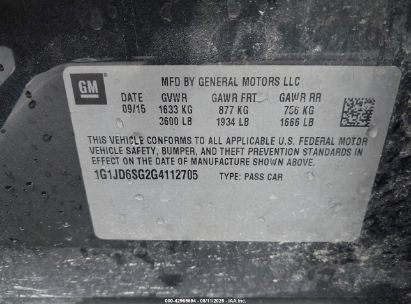 GM
MFD BY GENERAL MOTORS LLC
DATE GVWR GAWR FRT GAWR RR
09/15 1633 KG 877 KG 756 KG
3600 LB 1934 LB 1666 LB
THIS VEHICLE CONFORMS TO ALL APPLICABLE U.S. FEDERAL MOTOR
VEHICLE SAFETY, BUMPER, AND THEFT PREVENTION STANDARDS IN
EFFECT ON THE DATE OF MANUFACTURE SHOWN ABOVE.
1G1JD6SG2G4112705 TYPE: PASS CAR